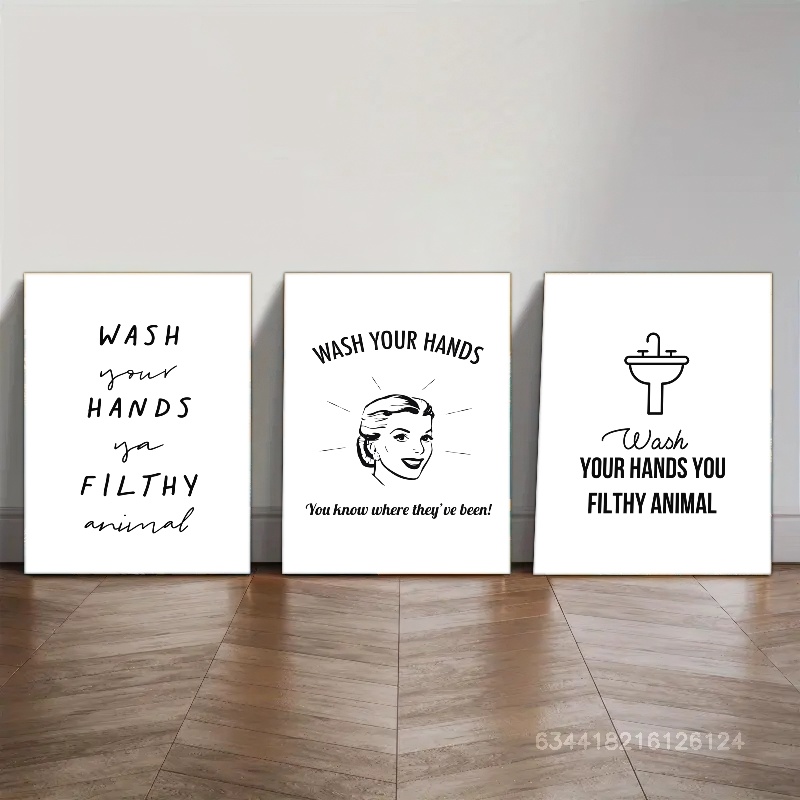 WASH
your
HANDS
ya
FILTHY
animal
WASH YOUR HANDS
You know where they've been!
Wash
YOUR HANDS YOU
FILTHY ANIMAL
634418216126124